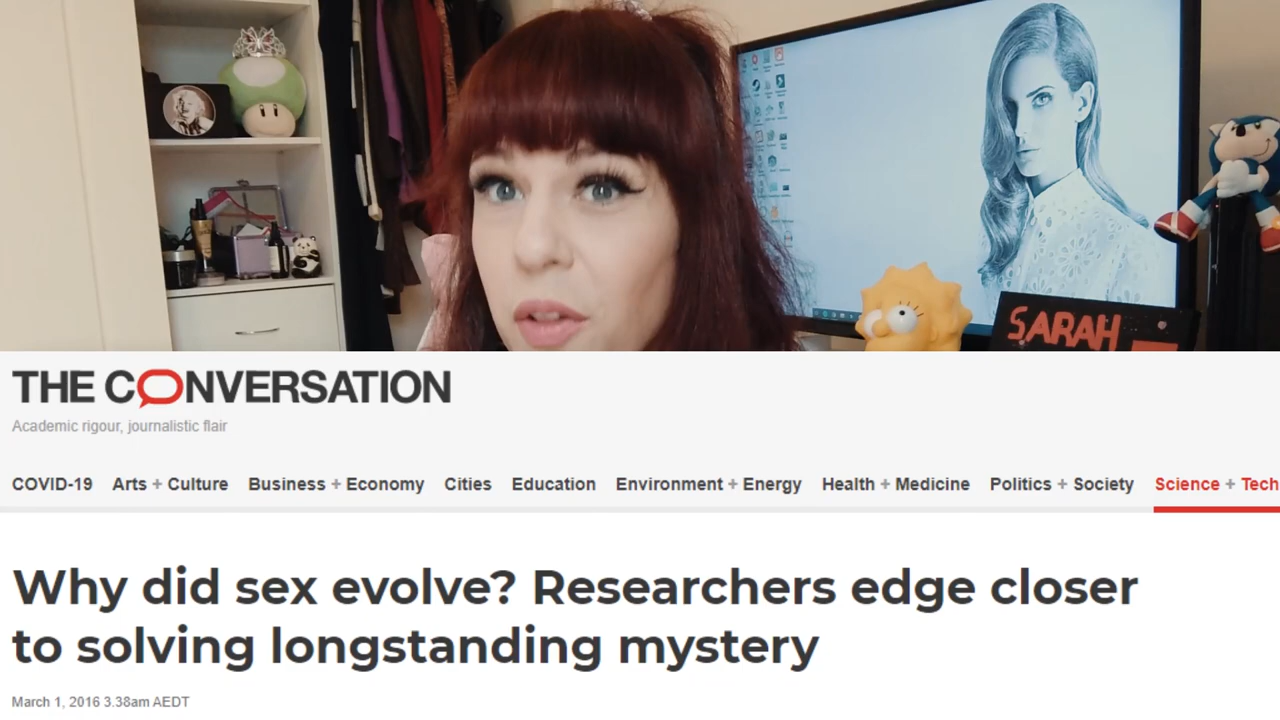 SARAH
THE CONVERSATION
Academic rigour, journalistic flair
COVID-19 Arts + Culture Business + Economy Cities Education Environment + Energy Health + Medicine Politics + Society Science + Tech
Why did sex evolve? Researchers edge closer
to solving longstanding mystery
March 1, 2016 3.38am AEDT